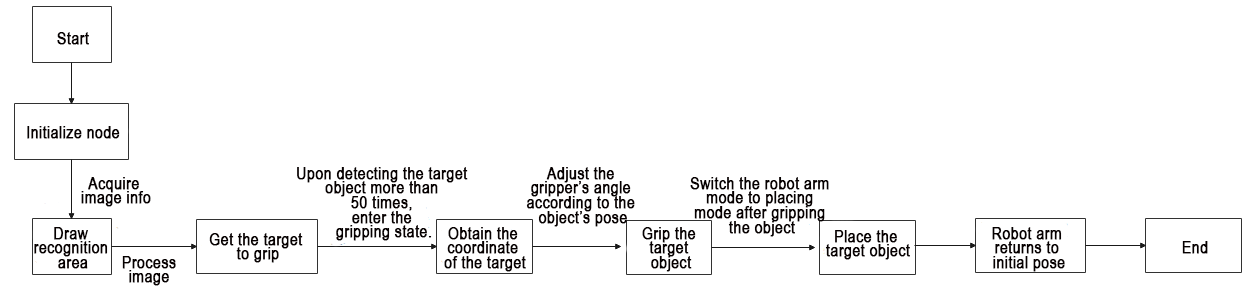 Start
Initialize node
Acquire
image info
Draw
recognition
area
Process
image
Get the target
to grip
Upon detecting the target
object more than
50 times,
enter the
gripping state.
Obtain the
coordinate
of the target
Adjust the
gripper's angle
according to the
object's pose
Grip the
target
object
Switch the robot arm
mode to placing
mode after gripping
the object
Place the
target object
Robot arm
returns to
initial pose
End